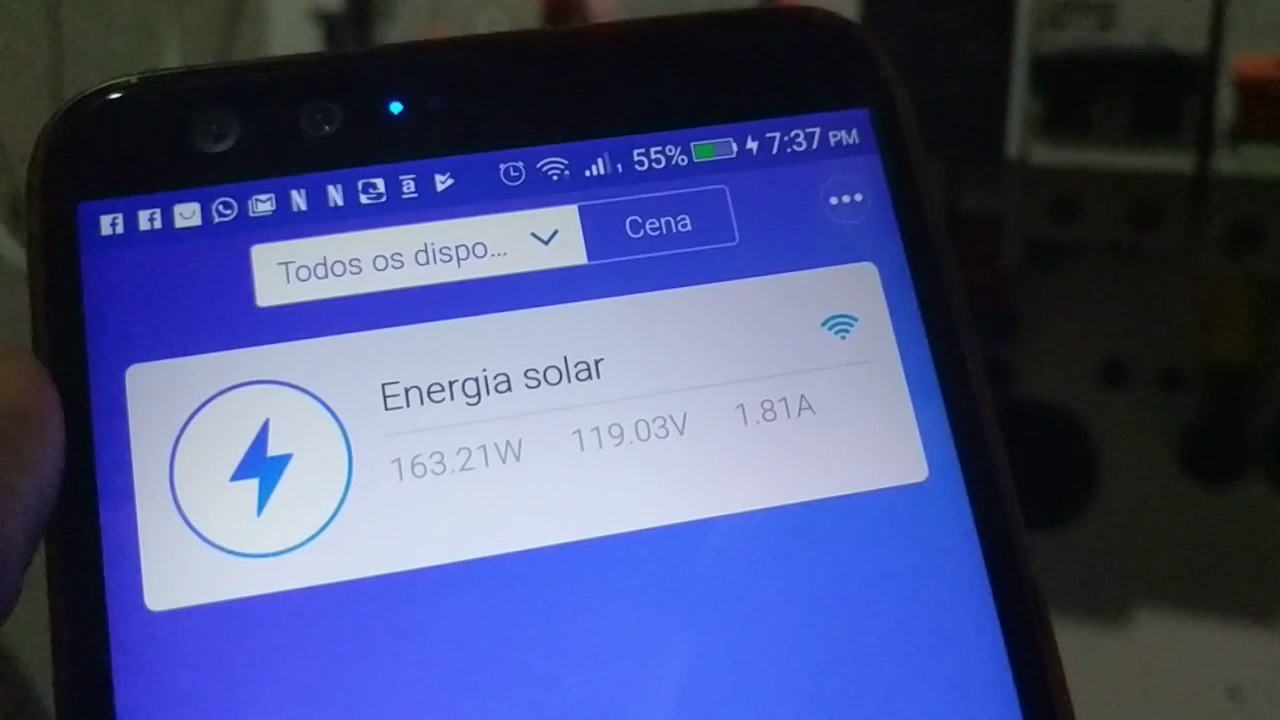 55% 7:37 PM
Todos os dispo... Cena
Energia solar
163.21W 119.03V 1.81A